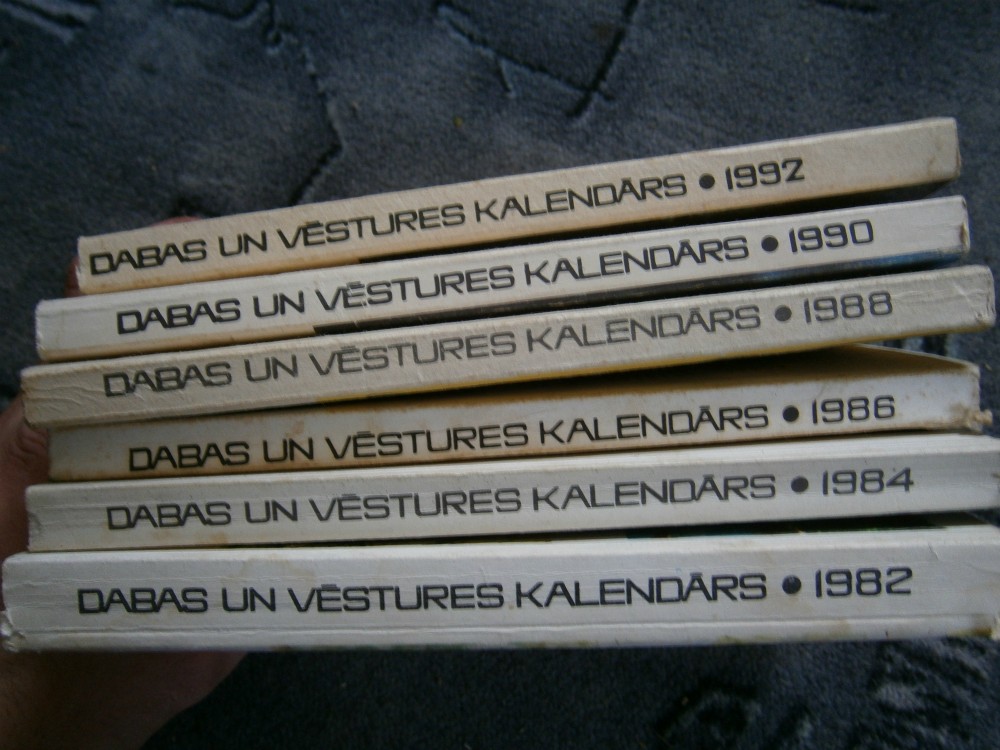 DABAS UN VĒSTURES KALENDĀRS • 1992
DABAS UN VĒSTURES KALENDĀRS • 1990
DABAS UN VĒSTURES KALENDĀRS • 1988
DABAS UN VĒSTURES KALENDĀRS • 1986
DABAS UN VĒSTURES KALENDĀRS • 1984
DABAS UN VĒSTURES KALENDĀRS • 1982